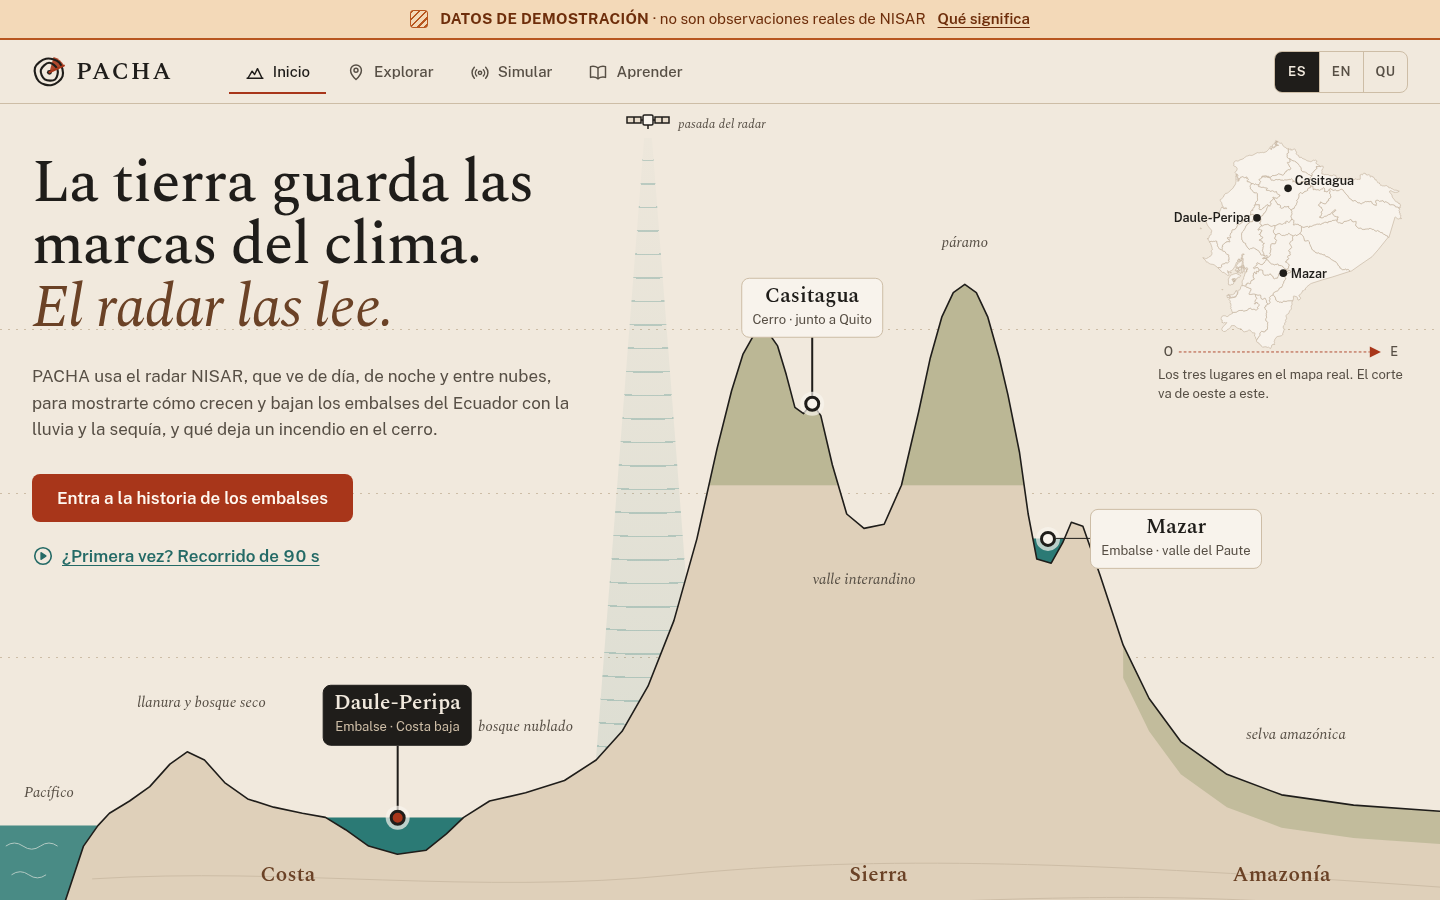 DATOS DE DEMOSTRACIÓN · no son observaciones reales de NISAR Qué significa
PACHA
Inicio
Explorar
Simular
Aprender
ES
EN
QU
pasada del radar
La tierra guarda las
marcas del clima.
El radar las lee.
PACHA usa el radar NISAR, que ve de día, de noche y entre nubes,
para mostrarte cómo crecen y bajan los embalses del Ecuador con la
lluvia y la sequía, y qué deja un incendio en el cerro.
Entra a la historia de los embalses
¿Primera vez? Recorrido de 90 s
Casitagua
Daule-Peripa
Mazar
O
E
Los tres lugares en el mapa real. El corte
va de oeste a este.
páramo
Casitagua
Cerro · junto a Quito
Mazar
Embalse · valle del Paute
valle interandino
llanura y bosque seco
Daule-Peripa
Embalse · Costa baja
bosque nublado
selva amazónica
Pacífico
Costa
Sierra
Amazonía